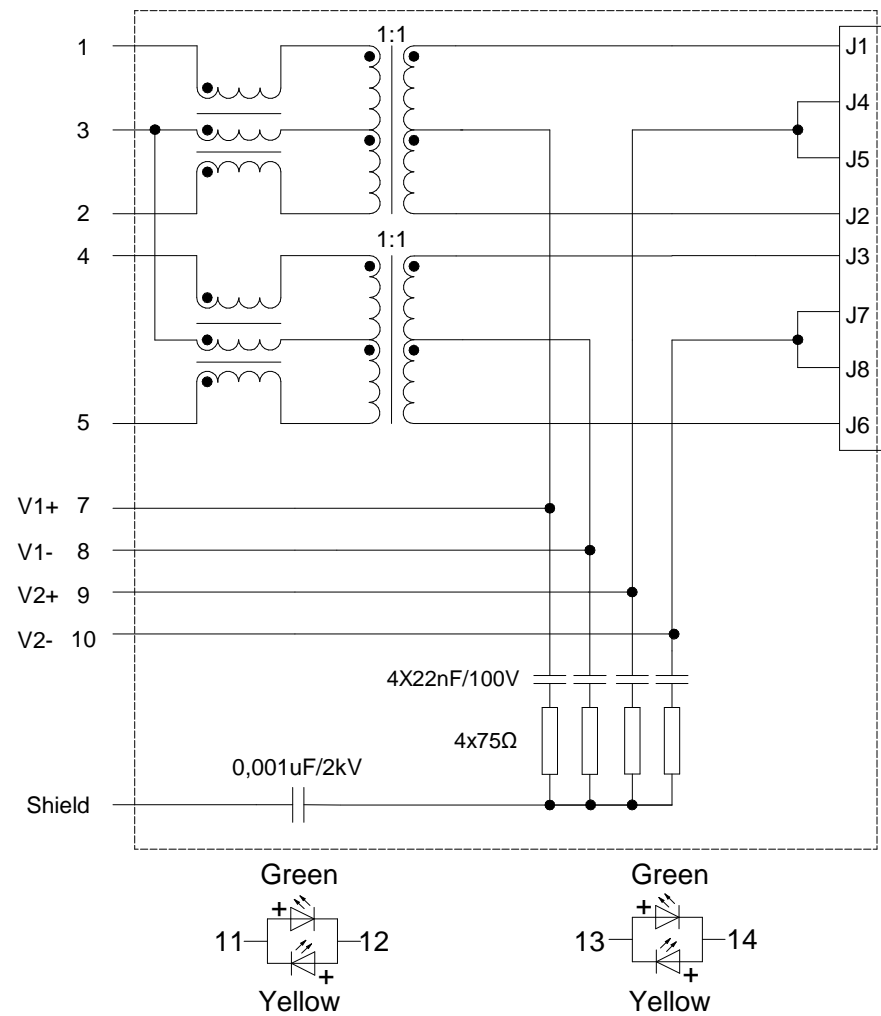 1:1
1
J1
J4
3
J5
2
J2
1:1
4
J3
J7
J8
5
J6
V1+ 7
V1- 8
V2+ 9
V2- 10
4X22nF/100V
4x75Ω
0,001uF/2kV
Shield
Green
Green
+
+
11
12
13
14
+
+
Yellow
Yellow